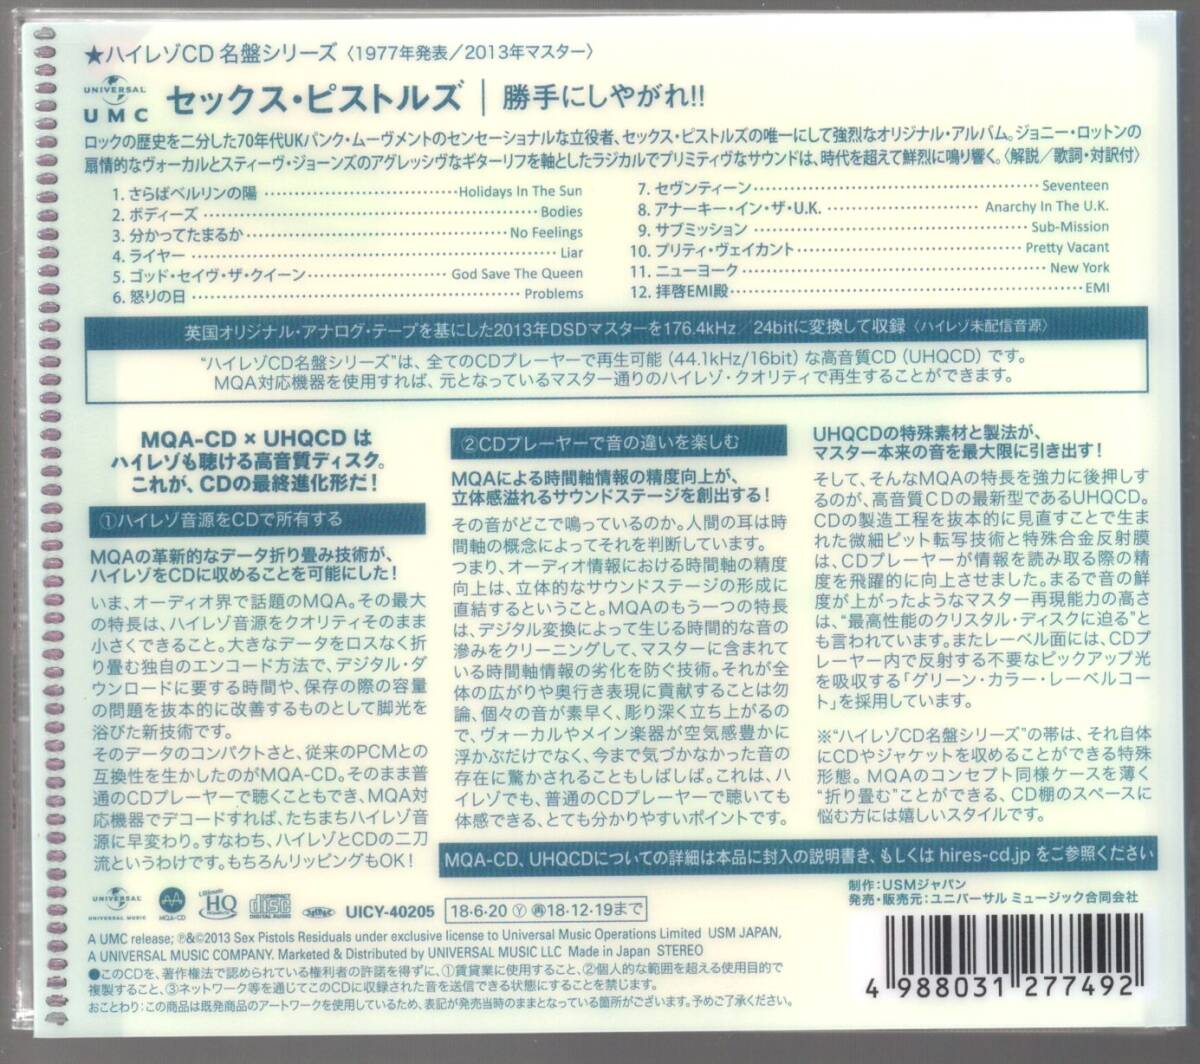 ★ハイレゾCD 名盤シリーズ〈1977年発表／2013年マスター〉
UNIVERSAL
UMC
セックス・ピストルズ｜勝手にしやがれ!!
ロックの歴史を二分した70年代UKパンク・ムーヴメントのセンセーショナルな立役者、セックス・ピストルズの唯一にして強烈なオリジナル・アルバム。ジョニー・ロットンの
扇情的なヴォーカルとスティーヴ・ジョーンズのアグレッシヴなギターリフを軸としたラジカルでプリミティヴなサウンドは、時代を超えて鮮烈に鳴り響く。〈解説／歌詞・対訳付〉
1. さらばベルリンの陽 Holidays In The Sun
2. ボディーズ Bodies
3. 分かってたまるか No Feelings
4. ライヤー Liar
5. ゴッド・セイヴ・ザ・クイーン God Save The Queen
6. 怒りの日 Problems
7. セヴンティーン Seventeen
8. アナーキー・イン・ザ・U.K. Anarchy In The U.K.
9. サブミッション Sub-Mission
10. プリティ・ヴェイカント Pretty Vacant
11. ニューヨーク New York
12. 拝啓EMI殿 EMI
英国オリジナル・アナログ・テープを基にした2013年DSDマスターを176.4kHz／24bitに変換して収録〈ハイレゾ未配信音源〉
“ハイレゾCD名盤シリーズ”は、全てのCDプレーヤーで再生可能（44.1kHz/16bit）な高音質CD（UHQCD）です。
MQA対応機器を使用すれば、元となっているマスター通りのハイレゾ・クオリティで再生することができます。
MQA-CD × UHQCD は
ハイレゾも聴ける高音質ディスク。
これが、CDの最終進化形だ！
①ハイレゾ音源をCDで所有する
MQAの革新的なデータ折り畳み技術が、
ハイレゾをCDに収めることを可能にした！
いま、オーディオ界で話題のMQA。その最大
の特長は、ハイレゾ音源をクオリティそのまま
小さくできること。大きなデータをロスなく折
り畳む独自のエンコード方法で、デジタル・ダ
ウンロードに要する時間や、保存の際の容量
の問題を抜本的に改善するものとして脚光を
浴びた新技術です。
そのデータのコンパクトさと、従来のPCMとの
互換性を生かしたのがMQA-CD。そのまま普
通のCDプレーヤーで聴くこともでき、MQA対
応機器でデコードすれば、たちまちハイレゾ音
源に早変わり。すなわち、ハイレゾとCDの二刀
流というわけです。もちろんリッピングもOK！
②CDプレーヤーで音の違いを楽しむ
MQAによる時間軸情報の精度向上が、
立体感溢れるサウンドステージを創出する！
その音がどこで鳴っているのか。人間の耳は時
間軸の概念によってそれを判断しています。
つまり、オーディオ情報における時間軸の精度
向上は、立体的なサウンドステージの形成に
直結するということ。MQAのもう一つの特長
は、デジタル変換によって生じる時間的な音の
滲みをクリーニングして、マスターに含まれて
いる時間軸情報の劣化を防ぐ技術。それが全
体の広がりや奥行き表現に貢献することは勿
論、個々の音が素早く、彫り深く立ち上がるの
で、ヴォーカルやメイン楽器が空気感豊かに
浮かぶだけでなく、今まで気づかなかった音の
存在に驚かされることもしばしば。これは、ハ
イレゾでも、普通のCDプレーヤーで聴いても
体感できる、とても分かりやすいポイントです。
UHQCDの特殊素材と製法が、
マスター本来の音を最大限に引き出す！
そして、そんなMQAの特長を強力に後押しす
るのが、高音質CDの最新型であるUHQCD。
CDの製造工程を抜本的に見直すことで生ま
れた微細ピット転写技術と特殊合金反射膜
は、CDプレーヤーが情報を読み取る際の精
度を飛躍的に向上させました。まるで音の鮮
度が上がったようなマスター再現能力の高さ
は、“最高性能のクリスタル・ディスクに迫る”と
も言われています。またレーベル面には、CDプ
レーヤー内で反射する不要なピックアップ光
を吸収する「グリーン・カラー・レーベルコー
ト」を採用しています。
※“ハイレゾCD名盤シリーズ”の帯は、それ自体
にCDやジャケットを収めることができる特殊
形態。MQAのコンセプト同様ケースを薄く
“折り畳む”ことができる、CD棚のスペースに
悩む方には嬉しいスタイルです。
MQA-CD、UHQCDについての詳細は本品に封入の説明書き、もしくは hires-cd.jp をご参照ください
UNIVERSAL
UNIVERSAL MUSIC
MQA-CD
Ultimate
HQ
COMPACT
disc
DIGITAL AUDIO
UICY-40205
18・6・20 Ⓨ ㊞18・12・19まで
制作：USMジャパン
発売・販売元：ユニバーサル ミュージック合同会社
A UMC release; ℗&©2013 Sex Pistols Residuals under exclusive license to Universal Music Operations Limited USM JAPAN,
A UNIVERSAL MUSIC COMPANY. Marketed & Distributed by UNIVERSAL MUSIC LLC Made in Japan STEREO
●このCDを、著作権法で認められている権利者の許諾を得ずに、①賃貸業に使用すること、②個人的な範囲を超える使用目的で
複製すること、③ネットワーク等を通じてこのCDに収録された音を送信できる状態にすることを禁じます。
おことわり：この商品は既発商品のアートワークを使用しているため、表記が発売当時のままとなっている箇所がございます。予めご了承ください。
4 988031 277492